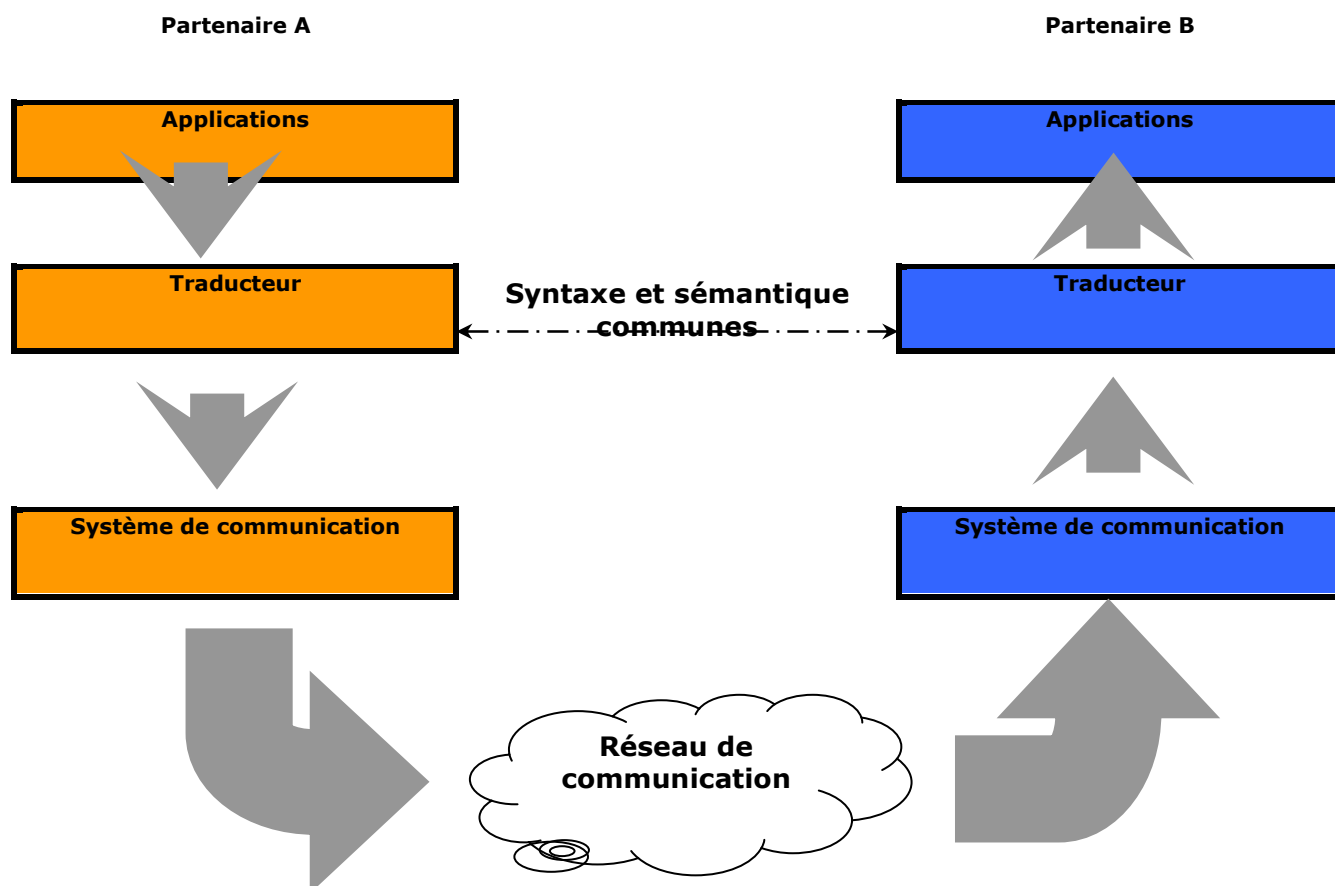 Partenaire A
Partenaire B
Applications
Applications
Traducteur
Syntaxe et sémantique
communes
Traducteur
Système de communication
Système de communication
Réseau de
communication